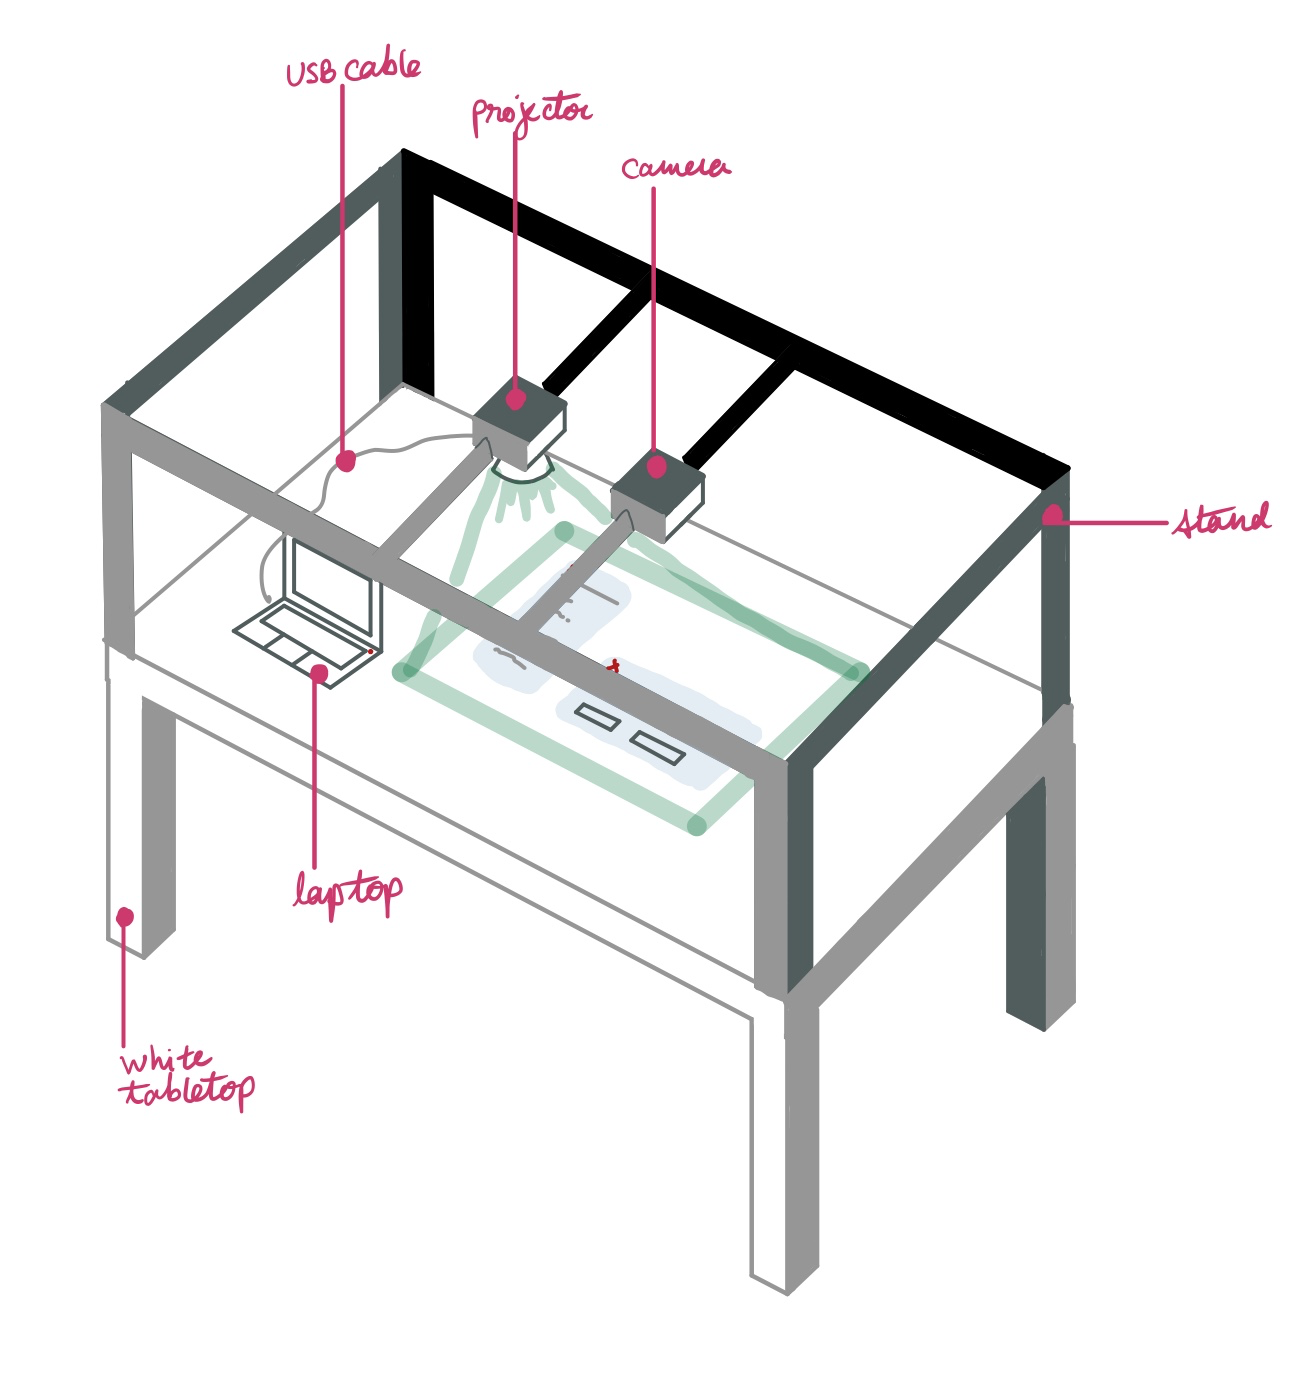 USB cable
projector
camera
stand
laptop
white
tabletop